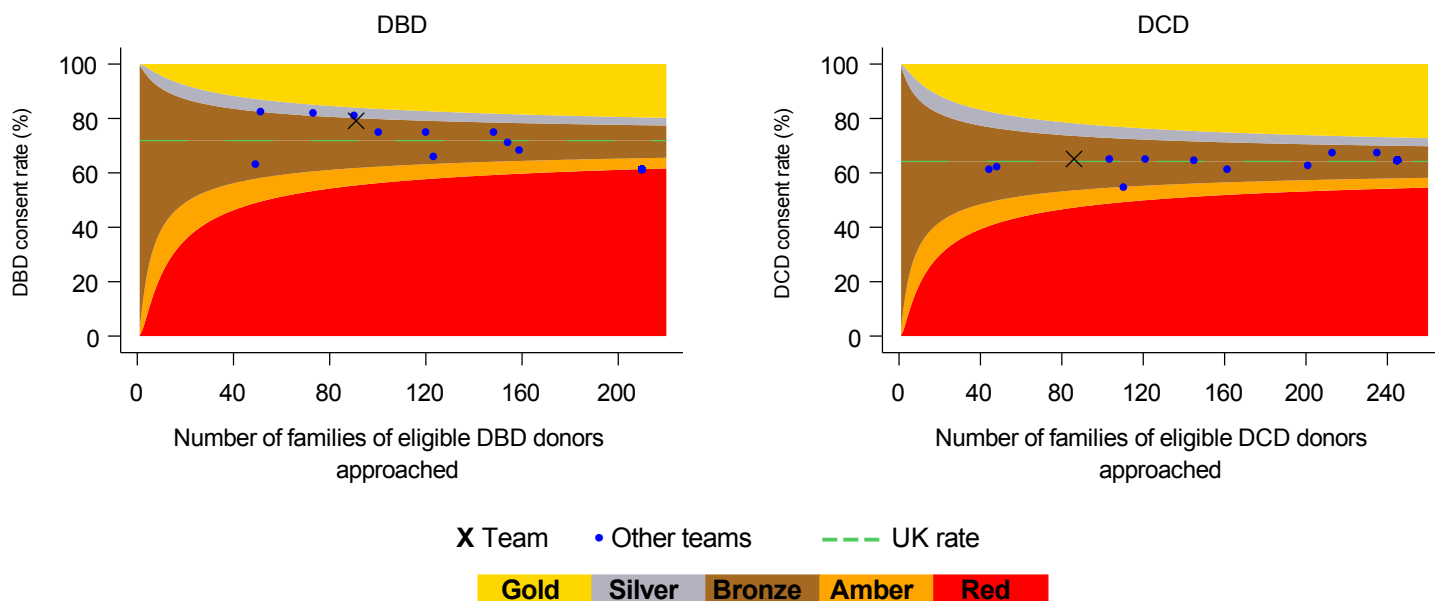 DBD
DBD consent rate (%)
100
80
60
40
20
0
0 40 80 120 160 200
Number of families of eligible DBD donors
approached
DCD
DCD consent rate (%)
100
80
60
40
20
0
0 40 80 120 160 200 240
Number of families of eligible DCD donors
approached
X Team Other teams UK rate
Gold Silver Bronze Amber Red